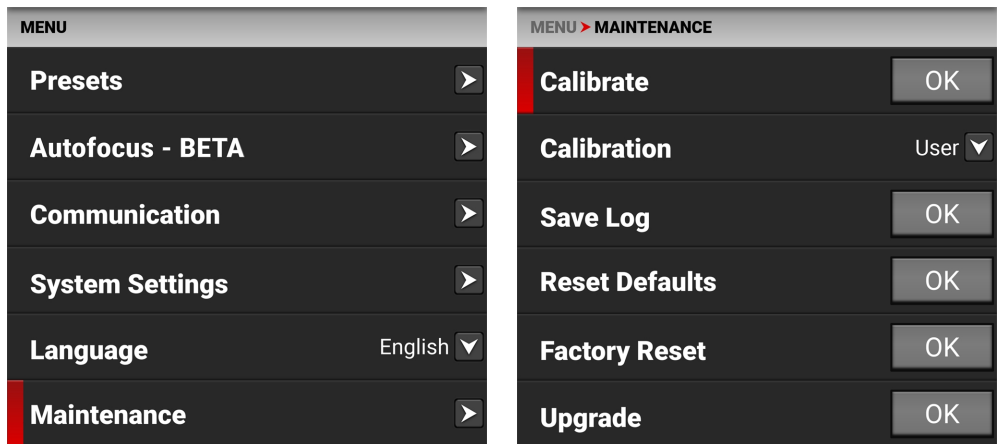 MENU
Presets
Autofocus - BETA
Communication
System Settings
Language English
Maintenance
MENU MAINTENANCE
Calibrate OK
Calibration User
Save Log OK
Reset Defaults OK
Factory Reset OK
Upgrade OK